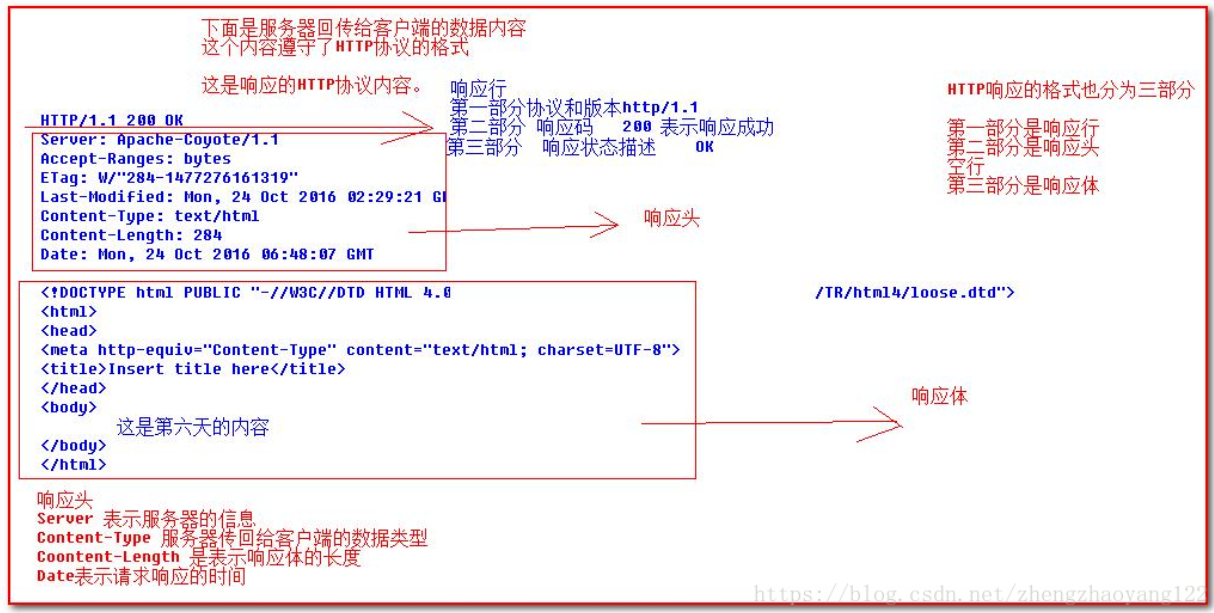 下面是服务器回传给客户端的数据内容
这个内容遵守了HTTP协议的格式
这是响应的HTTP协议内容。
响应行
第一部分协议和版本http/1.1
第二部分 响应码 200 表示响应成功
第三部分 响应状态描述 OK
HTTP响应的格式也分为三部分
第一部分是响应行
第二部分是响应头
空行
第三部分是响应体
HTTP/1.1 200 OK
Server: Apache-Coyote/1.1
Accept-Ranges: bytes
ETag: W/"284-1477276161319"
Last-Modified: Mon, 24 Oct 2016 02:29:21
Content-Type: text/html
Content-Length: 284
Date: Mon, 24 Oct 2016 06:48:07 GMT
响应头
<!DOCTYPE html PUBLIC "-//W3C//DTD HTML 4.0 /TR/html4/loose.dtd">
<html>
<head>
<meta http-equiv="Content-Type" content="text/html; charset=UTF-8">
<title>Insert title here</title>
</head>
<body>
这是第六天的内容
</body>
</html>
响应体
响应头
Server 表示服务器的信息
Content-Type 服务器传回给客户端的数据类型
Coontent-Length 是表示响应体的长度
Date表示请求响应的时间
https://blog.csdn.net/zhengzhaoyang122